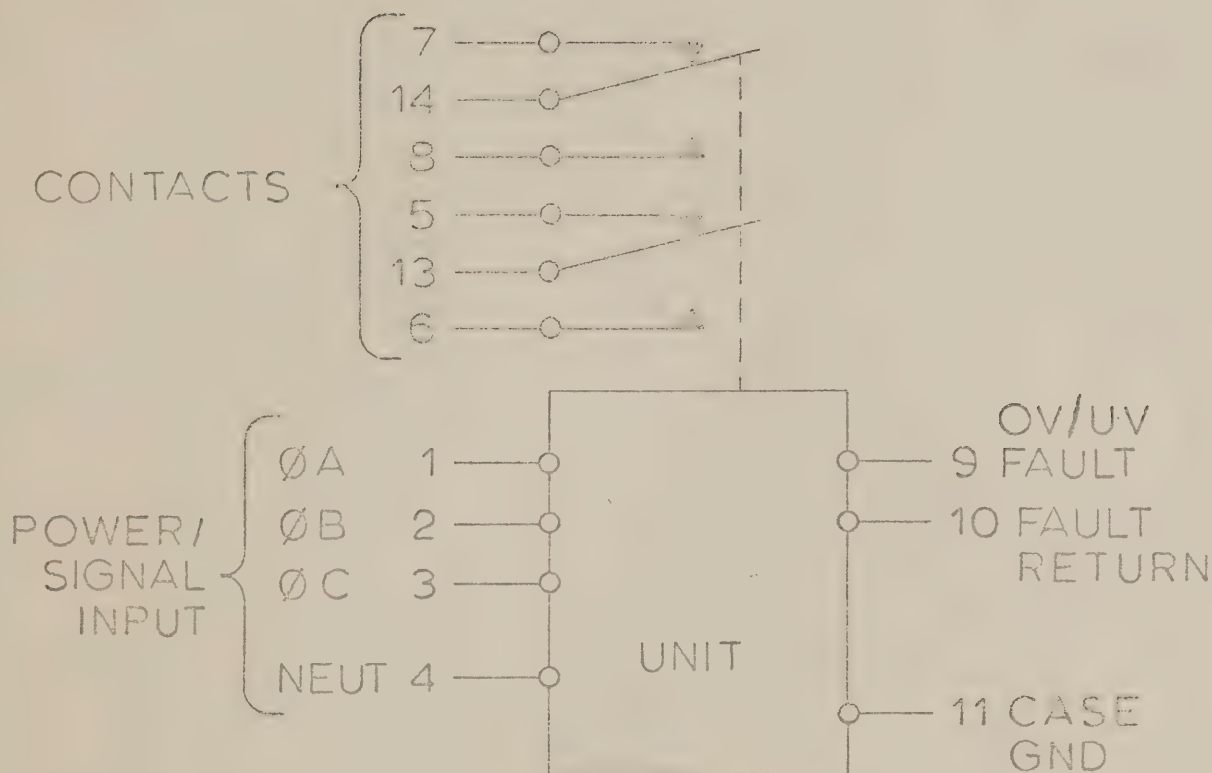 7
14
8
CONTACTS
5
13
6
OV/UV
ØA 1
9 FAULT
ØB 2
10 FAULT
POWER/
RETURN
SIGNAL
ØC 3
INPUT
UNIT
NEUT 4
11 CASE
GND